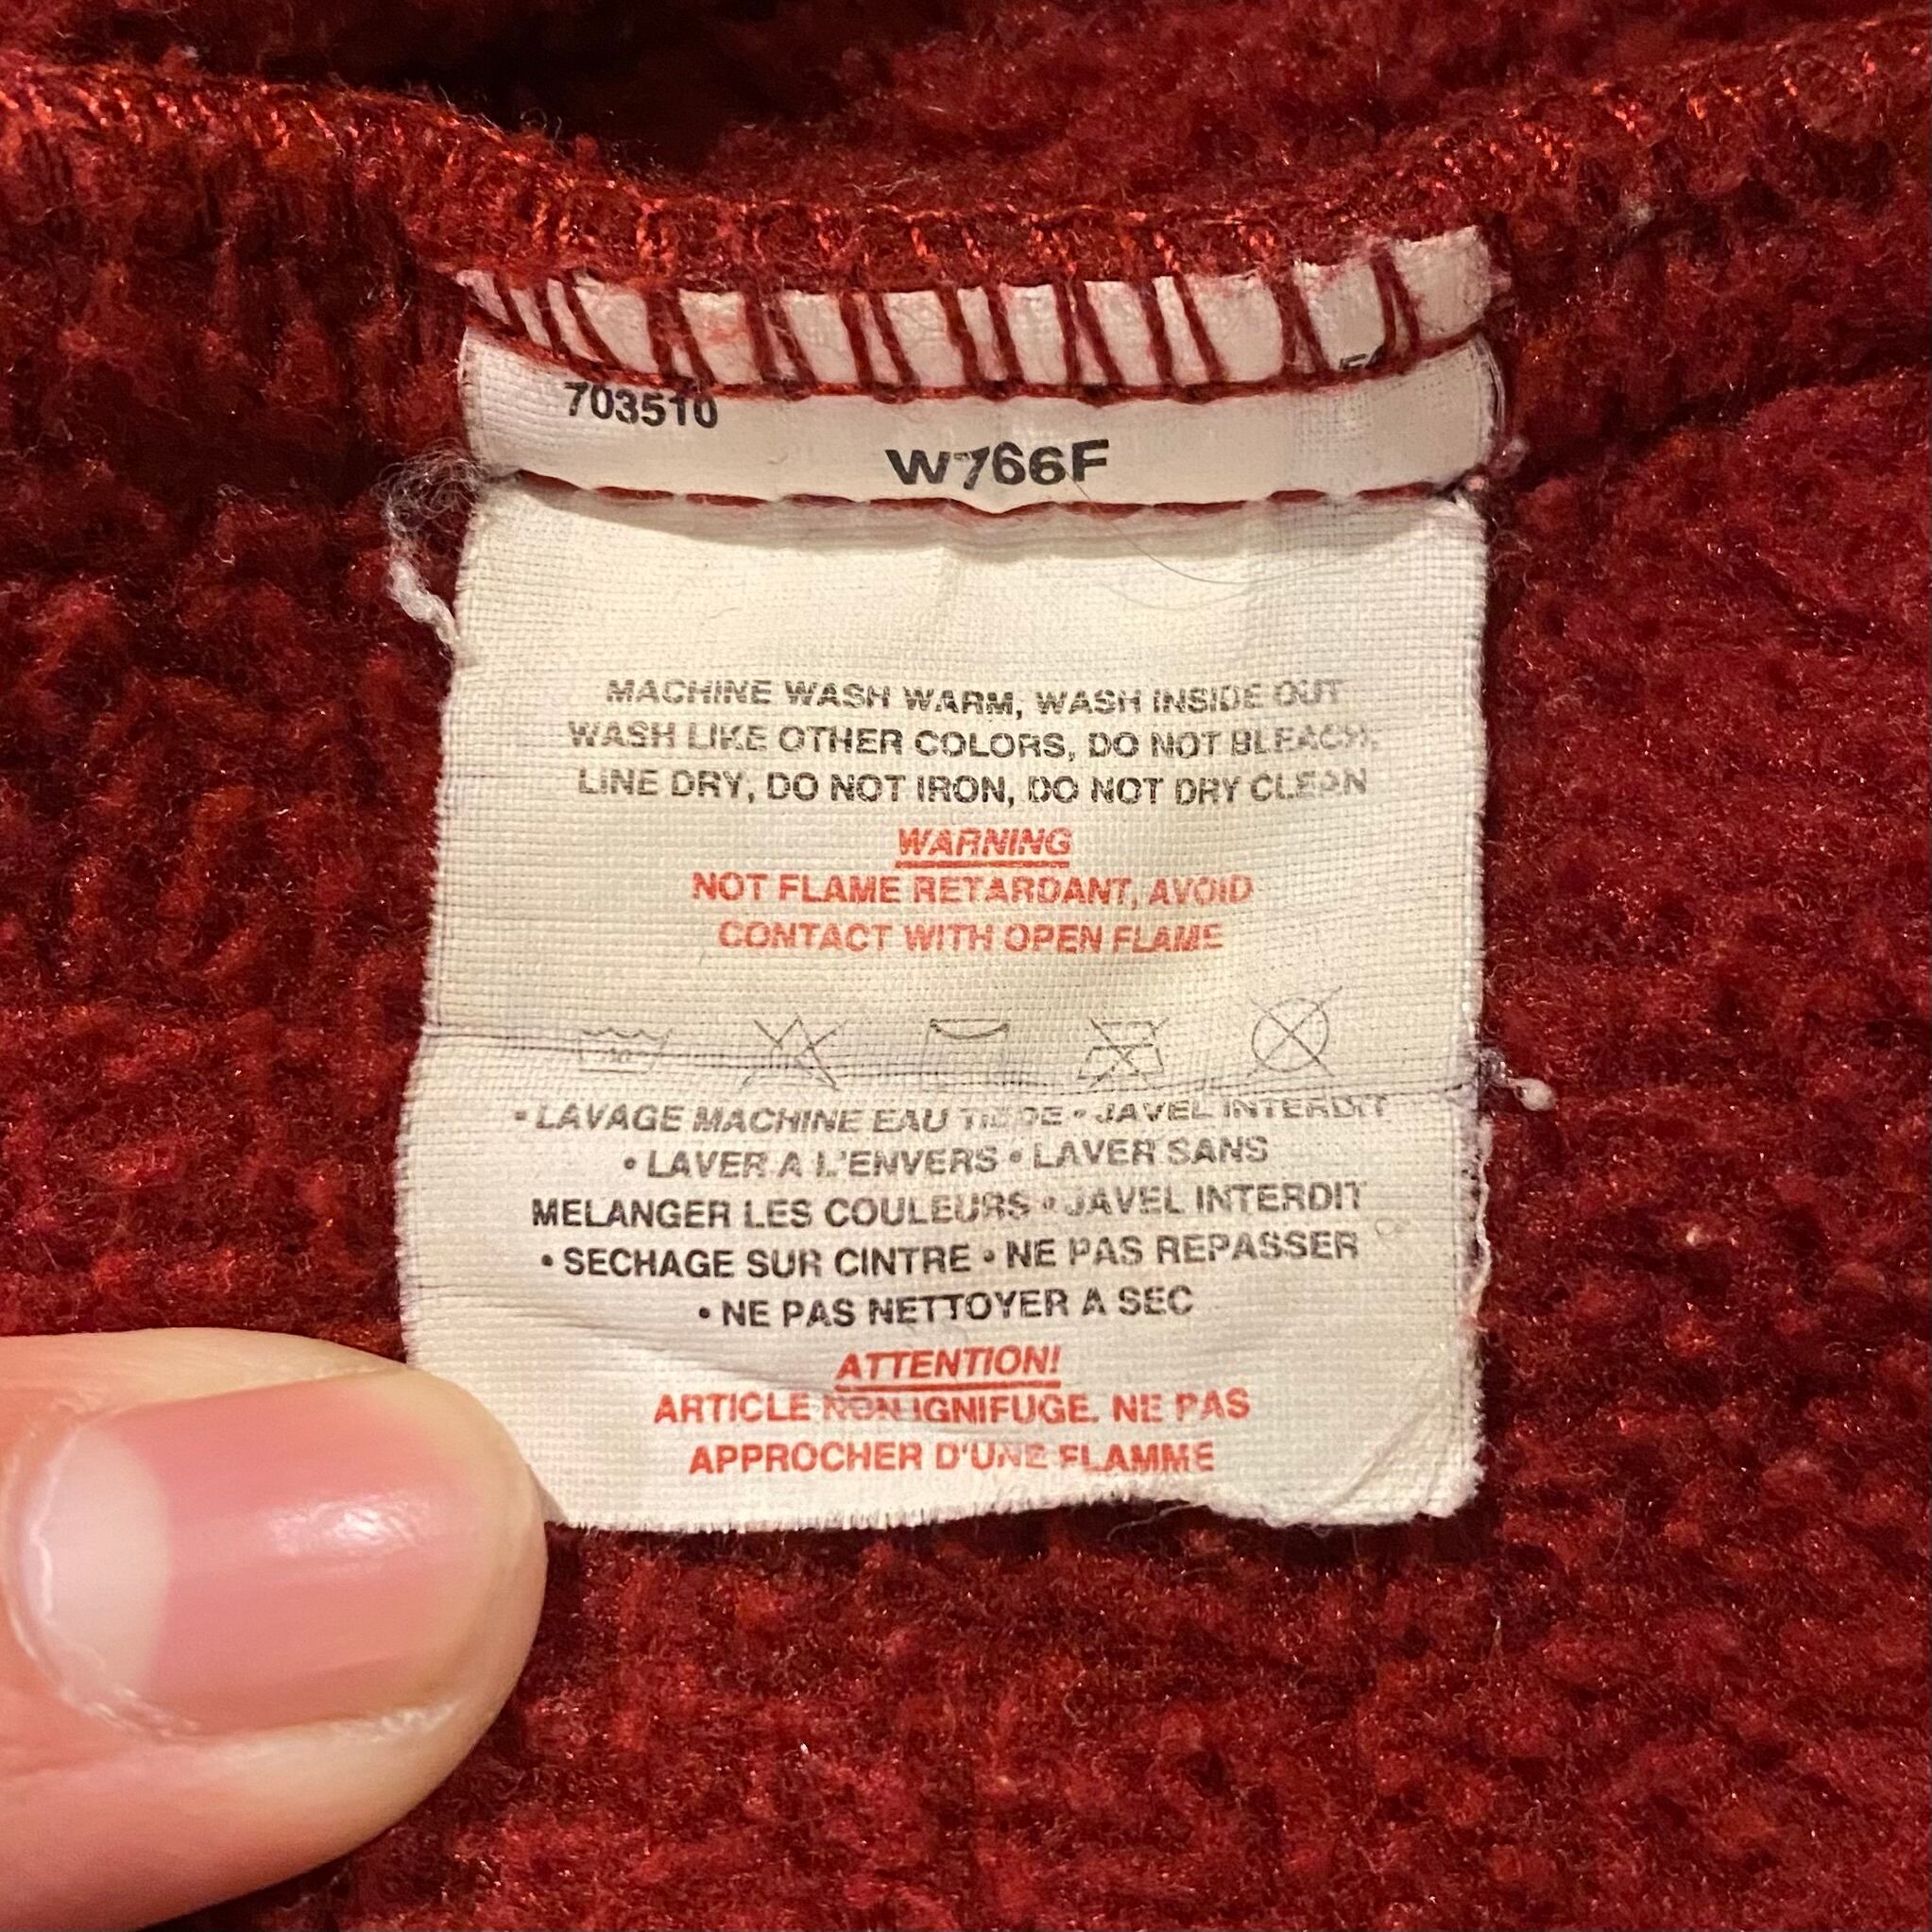 703510
W766F
MACHINE WASH WARM, WASH INSIDE OUT
WASH LIKE OTHER COLORS, DO NOT BLEACH,
LINE DRY, DO NOT IRON, DO NOT DRY CLEAN
WARNING
NOT FLAME RETARDANT, AVOID
CONTACT WITH OPEN FLAME
• LAVAGE MACHINE EAU TIEDE • JAVEL INTERDIT
• LAVER A L'ENVERS • LAVER SANS
MELANGER LES COULEURS • JAVEL INTERDIT
• SECHAGE SUR CINTRE • NE PAS REPASSER
• NE PAS NETTOYER A SEC
ATTENTION!
ARTICLE NON IGNIFUGE. NE PAS
APPROCHER D'UNE FLAMME